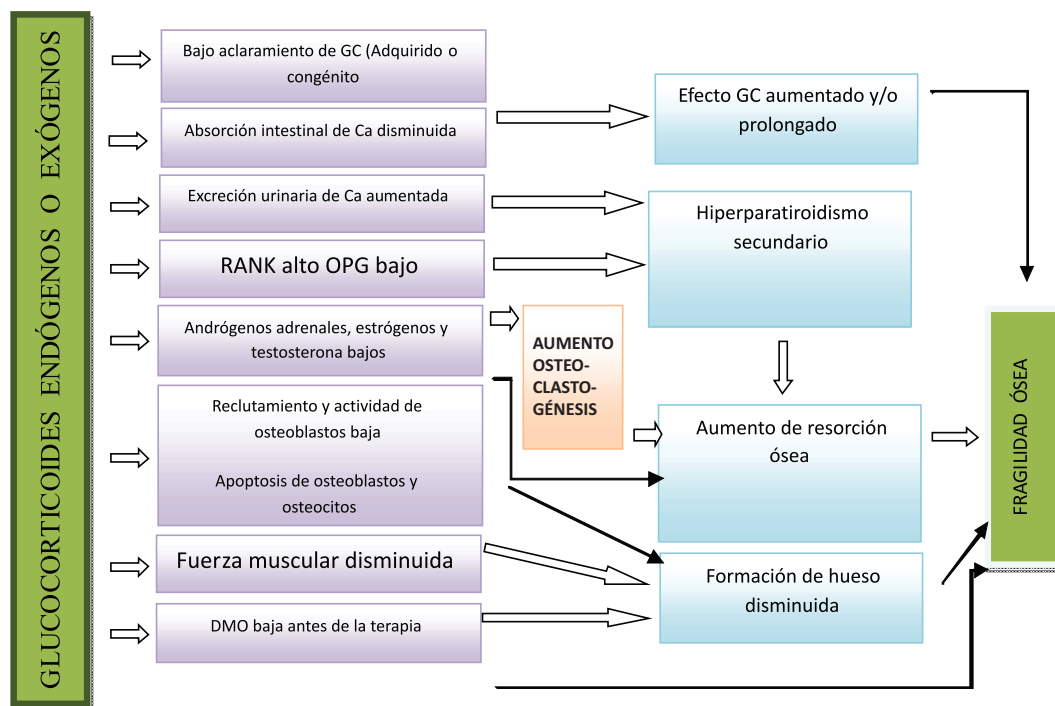 GLUCOCORTICOIDES ENDÓGENOS O EXÓGENOS
Bajo aclaramiento de GC (Adquirido o
congénito
Absorción intestinal de Ca disminuida
Excreción urinaria de Ca aumentada
RANK alto OPG bajo
Andrógenos adrenales, estrógenos y
testosterona bajos
Reclutamiento y actividad de
osteoblastos baja
Apoptosis de osteoblastos y
osteocitos
Fuerza muscular disminuida
DMO baja antes de la terapia
AUMENTO
OSTEO-
CLASTO-
GÉNESIS
Efecto GC aumentado y/o
prolongado
Hiperparatiroidismo
secundario
Aumento de resorción
ósea
Formación de hueso
disminuida
FRAGILIDAD ÓSEA